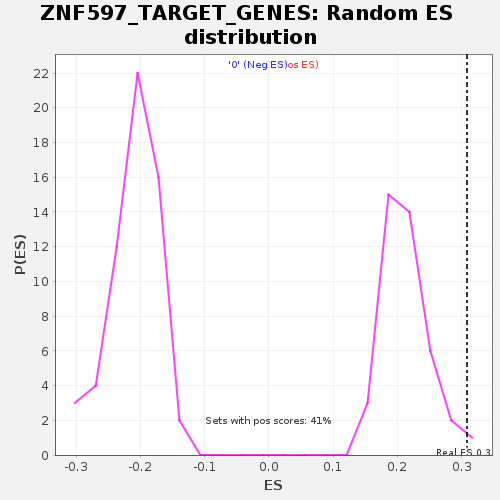 ZNF597_TARGET_GENES: Random ES
distribution
'0' (Neg ES)os ES)
22
20
18
16
14
12
10
8
6
4
2
0
P(ES)
Sets with pos scores: 41%
Real ES 0.3
-0.3 -0.2 -0.1 0.0 0.1 0.2 0.3
ES